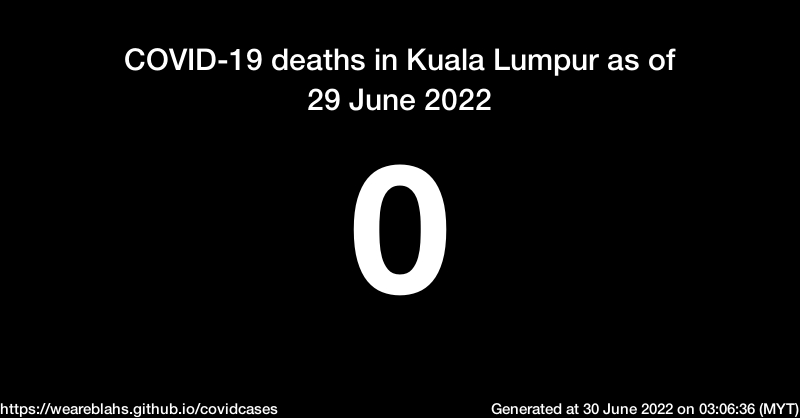 COVID-19 deaths in Kuala Lumpur as of
29 June 2022
0
https://weareblahs.github.io/covidcases
Generated at 30 June 2022 on 03:06:36 (MYT)